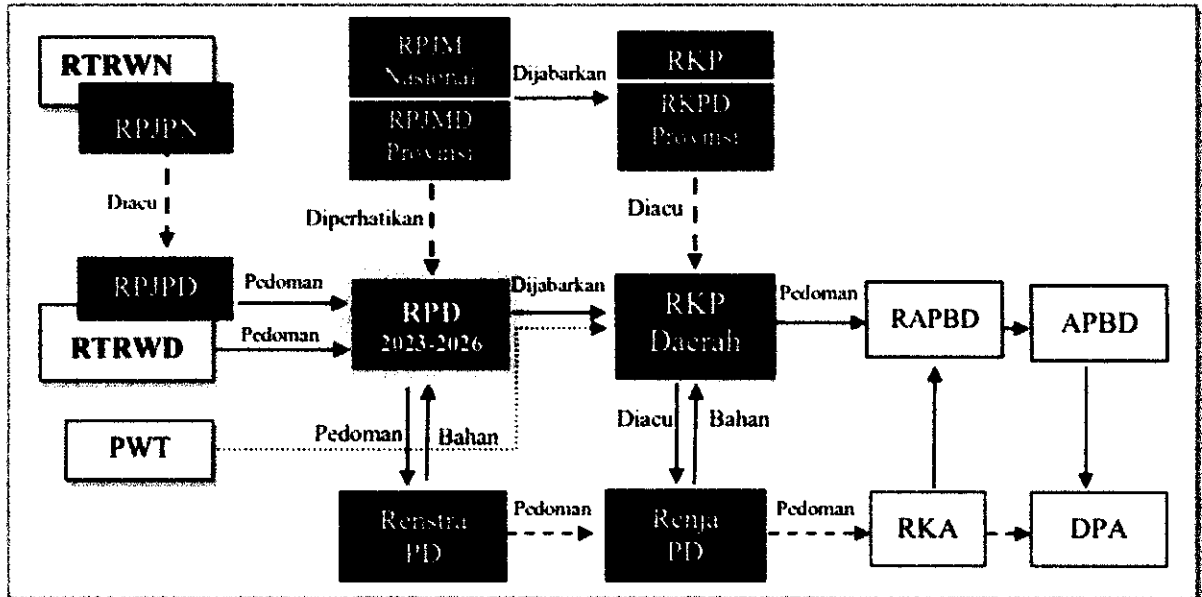 RTRWN
RPJPN
RPJM
Nasional
RPJMD
Provinsi
Dijabarkan
RKP
RKPD
Provinsi
Diacu
Diperhatikan
Diacu
RPJPD
RTRWD
Pedoman
Pedoman
RPD
2023-2026
Dijabarkan
RKP
Daerah
Pedoman
RAPBD
APBD
PWT
Pedoman
Bahan
Diacu
Bahan
Renstra
PD
Pedoman
Renja
PD
Pedoman
RKA
DPA